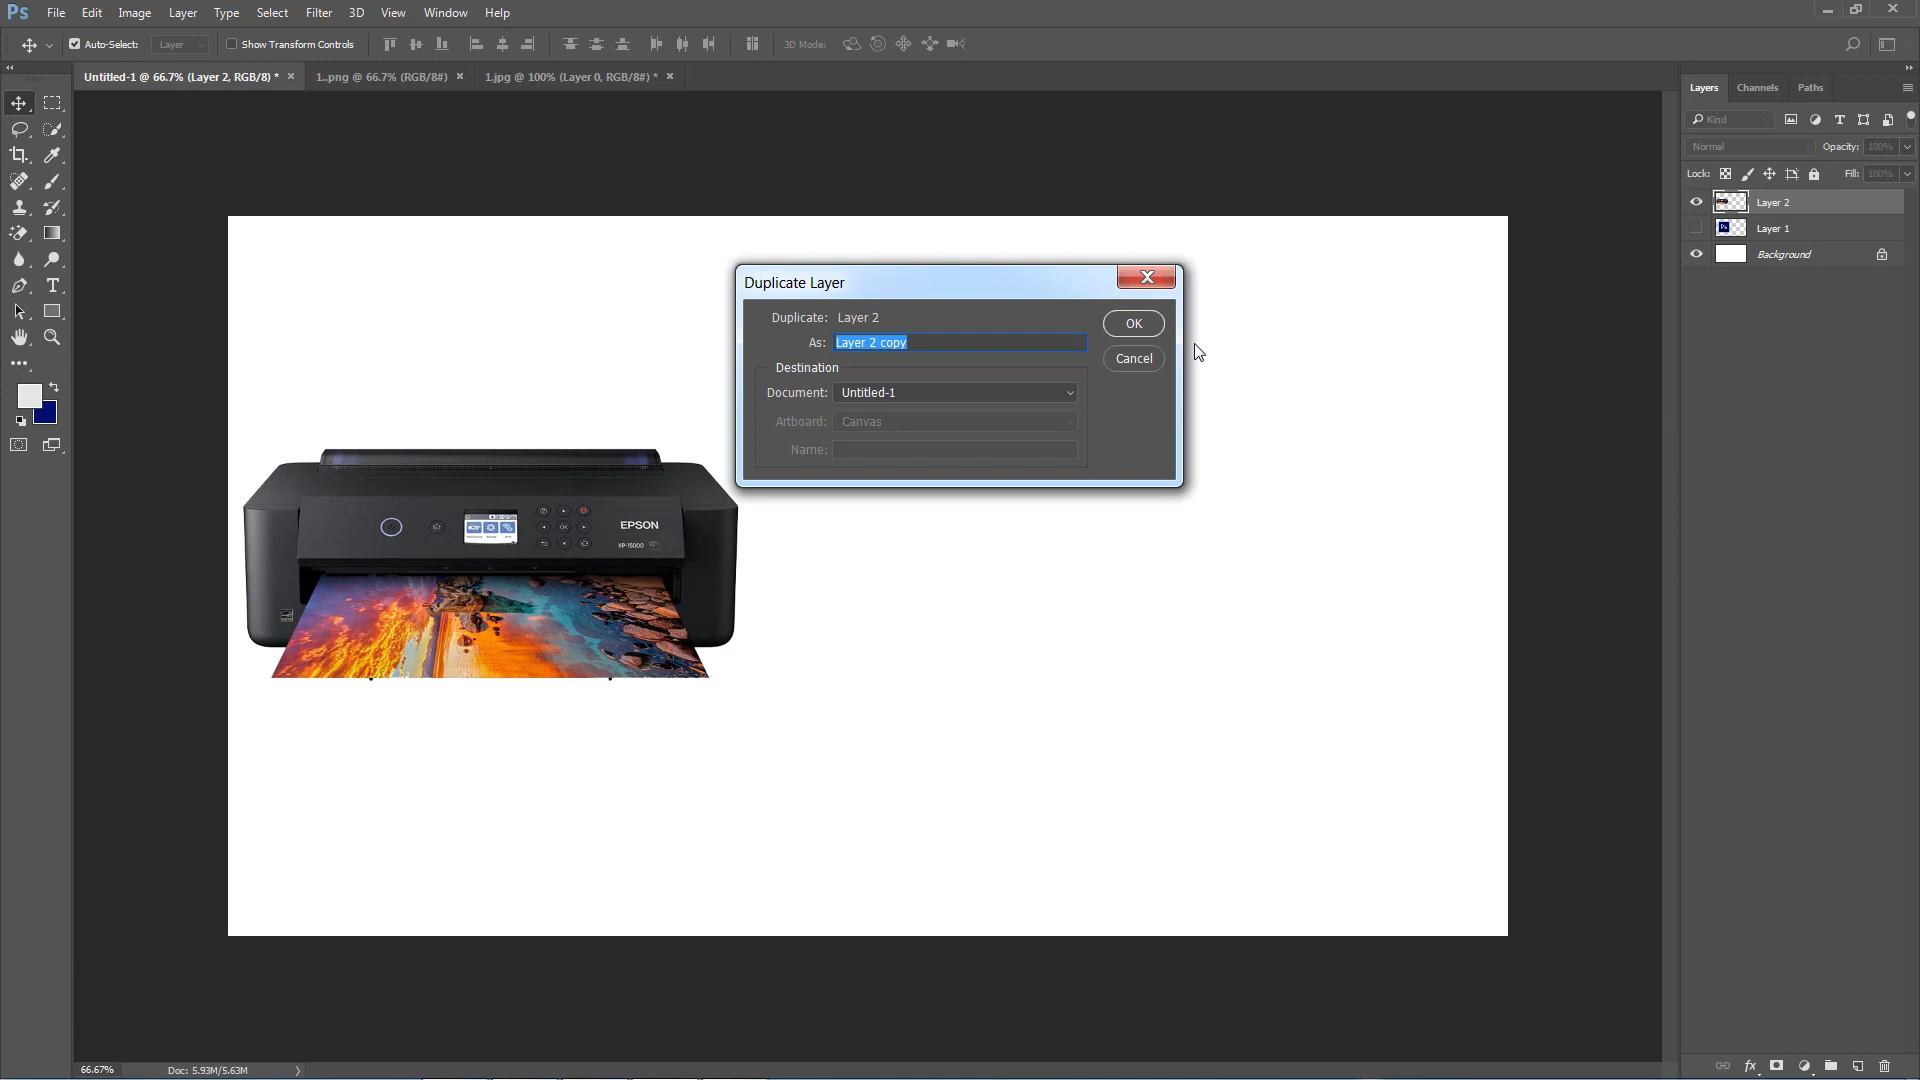 Ps File Edit Image Layer Type Select Filter 3D View Window Help
Auto-Select: Layer Show Transform Controls 3D Mode:
Untitled-1 @ 66.7% (Layer 2, RGB/8) * 1..png @ 66.7% (RGB/8#) 1.jpg @ 100% (Layer 0, RGB/8#) *
Layers Channels Paths
Kind
Normal Opacity: 100%
Lock: Fill: 100%
Layer 2
Layer 1
Background
Duplicate Layer
Duplicate: Layer 2
OK
As: Layer 2 copy
Cancel
Destination
Document: Untitled-1
Artboard: Canvas
Name:
EPSON
XP-15000
OK
66.67% Doc: 5.93M/5.63M
fx